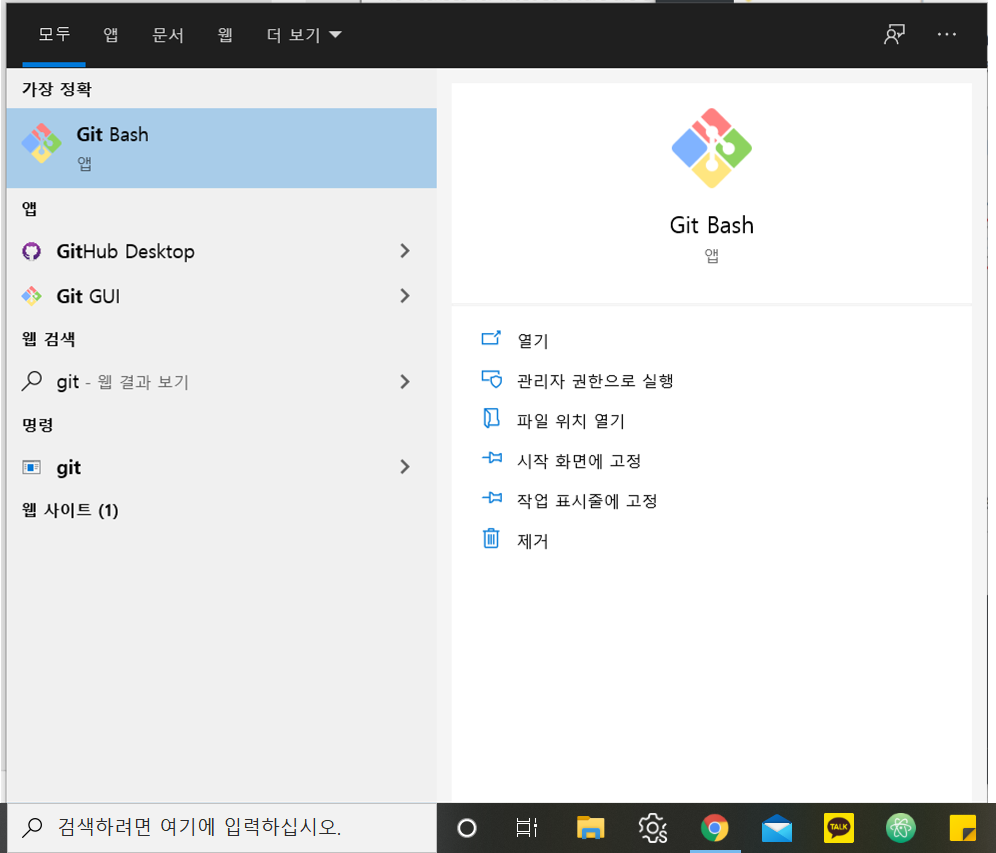 모두 앱 문서 웹 더 보기
가장 정확
Git Bash
앱
앱
GitHub Desktop
Git GUI
웹 검색
git - 웹 결과 보기
명령
git
웹 사이트 (1)
Git Bash
앱
열기
관리자 권한으로 실행
파일 위치 열기
시작 화면에 고정
작업 표시줄에 고정
제거
검색하려면 여기에 입력하십시오.
TALK